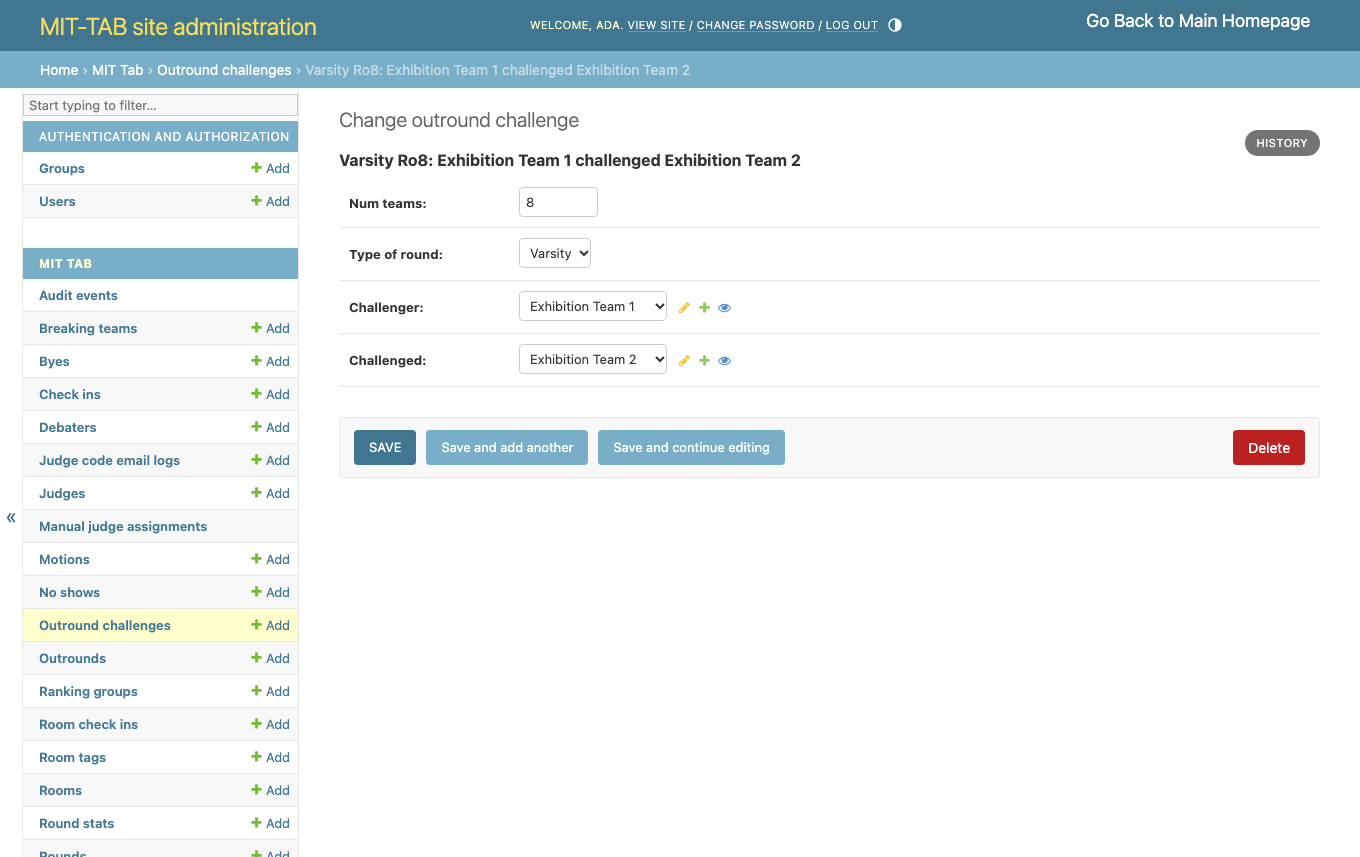 MIT-TAB site administration
WELCOME, ADA. VIEW SITE / CHANGE PASSWORD / LOG OUT
Go Back to Main Homepage
Home › MIT Tab › Outround challenges › Varsity Ro8: Exhibition Team 1 challenged Exhibition Team 2
Start typing to filter...
AUTHENTICATION AND AUTHORIZATION
Groups + Add
Users + Add
MIT TAB
Audit events
Breaking teams + Add
Byes + Add
Check ins + Add
Debaters + Add
Judge code email logs + Add
Judges + Add
Manual judge assignments
Motions + Add
No shows + Add
Outround challenges + Add
Outrounds + Add
Ranking groups + Add
Room check ins + Add
Room tags + Add
Rooms + Add
Round stats + Add
Rounds + Add
«
Change outround challenge
HISTORY
Varsity Ro8: Exhibition Team 1 challenged Exhibition Team 2
Num teams: 8
Type of round: Varsity
Challenger: Exhibition Team 1
Challenged: Exhibition Team 2
SAVE Save and add another Save and continue editing Delete